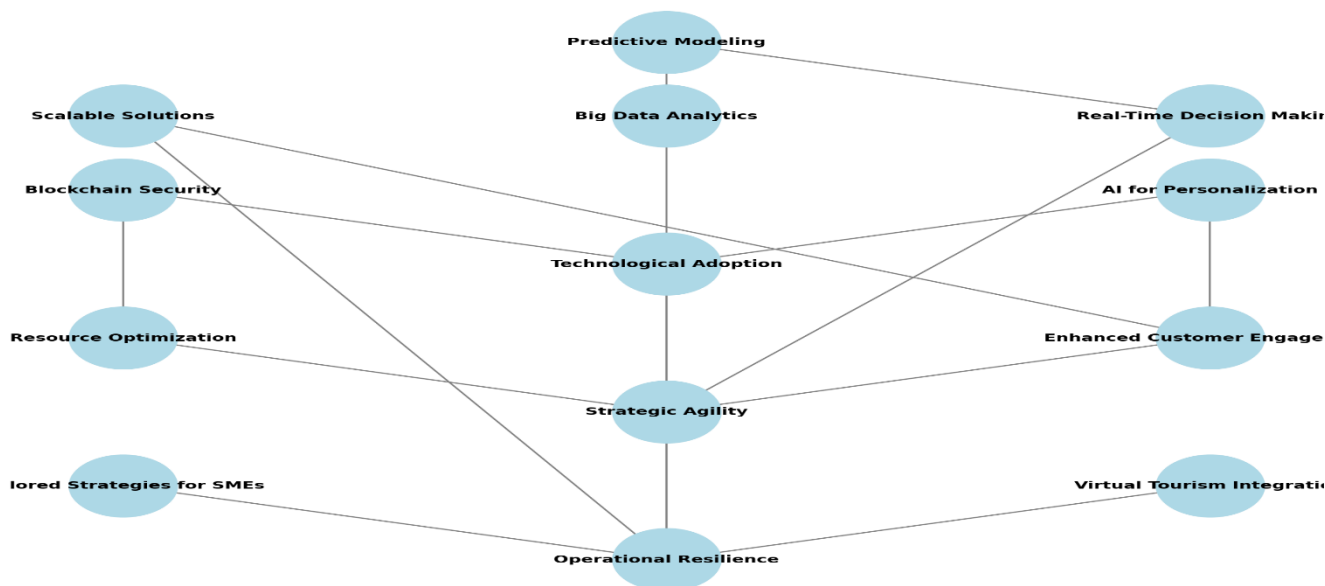 Predictive Modeling
Scalable Solutions
Big Data Analytics
Real-Time Decision Makin
Blockchain Security
AI for Personalization
Technological Adoption
Resource Optimization
Enhanced Customer Engage
Strategic Agility
lored Strategies for SMEs
Virtual Tourism Integratio
Operational Resilience